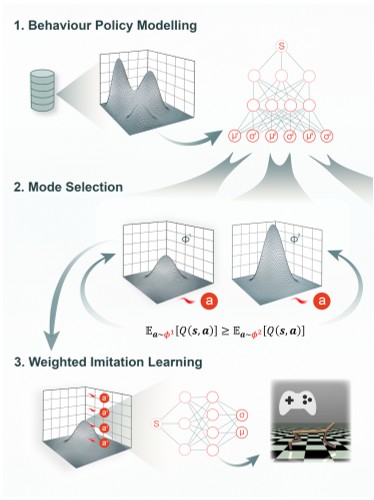 1. Behaviour Policy Modelling
S
μ¹ σ¹ μ² σ² μ³ σ³
2. Mode Selection
ϕ¹ ϕ²
a a
𝔼ₐ~ϕ¹[Q(s, a)] ≥ 𝔼ₐ~ϕ²[Q(s, a)]
3. Weighted Imitation Learning
a
a
a
a
S
σ
μ